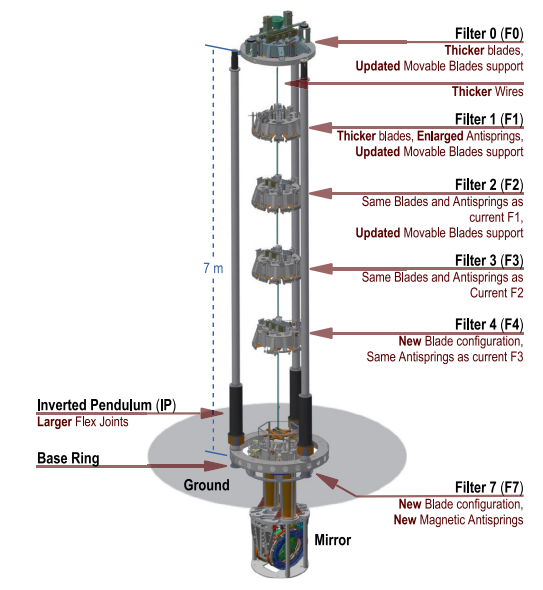 Filter 0 (F0)
Thicker blades,
Updated Movable Blades support
Thicker Wires
Filter 1 (F1)
Thicker blades, Enlarged Antisprings,
Updated Movable Blades support
Filter 2 (F2)
Same Blades and Antisprings as
current F1,
Updated Movable Blades support
7 m
Filter 3 (F3)
Same Blades and Antisprings as
Current F2
Filter 4 (F4)
New Blade configuration,
Same Antisprings as current F3
Inverted Pendulum (IP)
Larger Flex Joints
Base Ring
Ground
Filter 7 (F7)
New Blade configuration,
New Magnetic Antisprings
Mirror